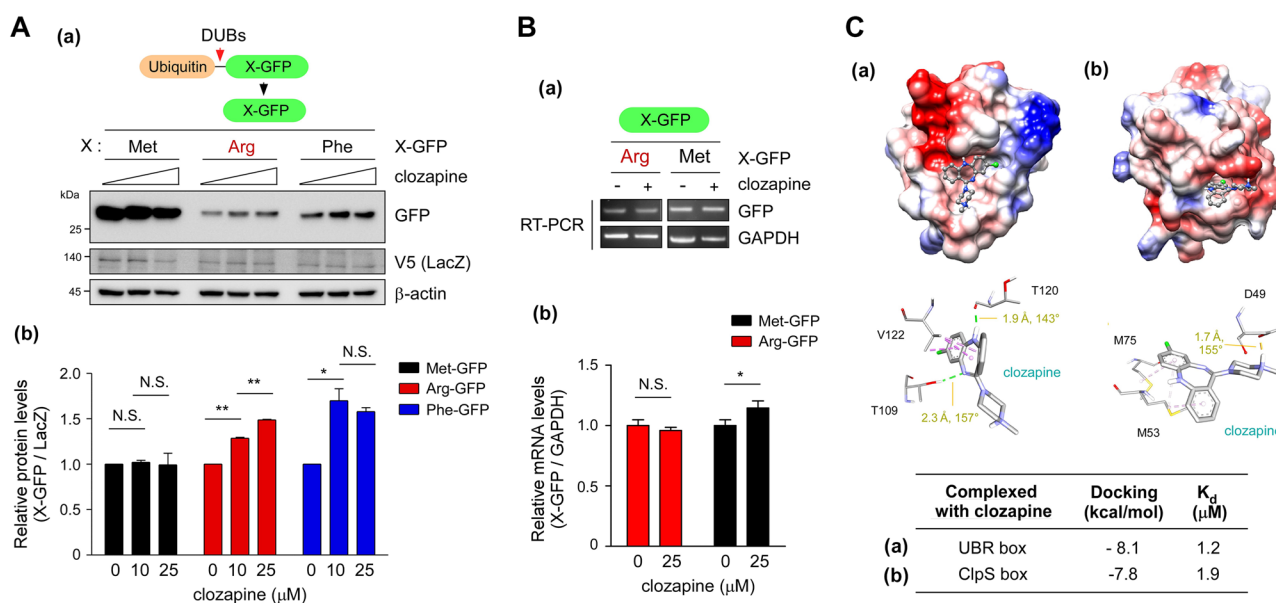 A
(a)
DUBs
Ubiquitin
X-GFP
X-GFP
X : Met Arg Phe X-GFP
clozapine
kDa
25
GFP
140
V5 (LacZ)
45
β-actin
(b)
Met-GFP
Arg-GFP
Phe-GFP
Relative protein levels
(X-GFP / LacZ)
2.0
1.5
1.0
0.5
0
N.S.
N.S.
**
**
*
N.S.
0 10 25 0 10 25 0 10 25
clozapine (μM)
B
(a)
X-GFP
Arg Met X-GFP
- + - + clozapine
RT-PCR
GFP
GAPDH
(b)
Met-GFP
Arg-GFP
Relative mRNA levels
(X-GFP / GAPDH)
1.5
1.0
0.5
0
N.S.
*
0 25 0 25
clozapine (μM)
C
(a)
(b)
T120
1.9 Å, 143°
V122
clozapine
T109
2.3 Å, 157°
D49
1.7 Å,
155°
M75
M53
clozapine
Complexed
with clozapine
Docking
(kcal/mol)
Kd
(μM)
(a) UBR box - 8.1 1.2
(b) ClpS box -7.8 1.9